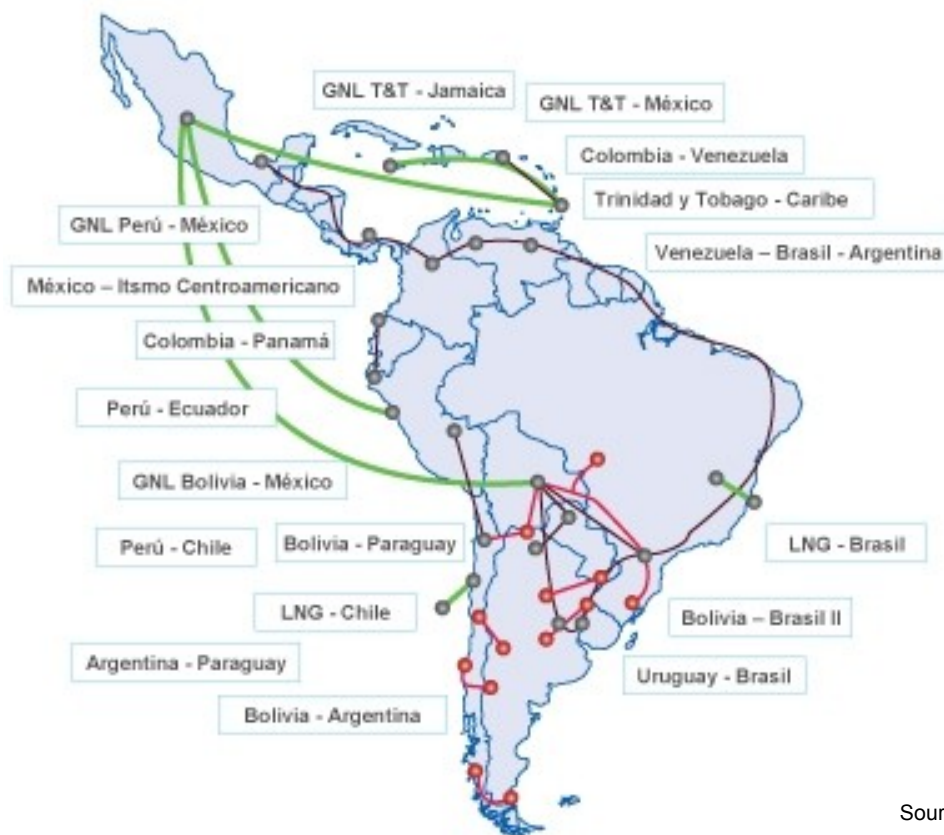 GNL T&T - Jamaica
GNL T&T - México
Colombia - Venezuela
Trinidad y Tobago - Caribe
GNL Perú - México
Venezuela – Brasil - Argentina
México – Itsmo Centroamericano
Colombia - Panamá
Perú - Ecuador
GNL Bolivia - México
Perú - Chile
Bolivia - Paraguay
LNG - Brasil
LNG - Chile
Bolivia – Brasil II
Argentina - Paraguay
Uruguay - Brasil
Bolivia - Argentina